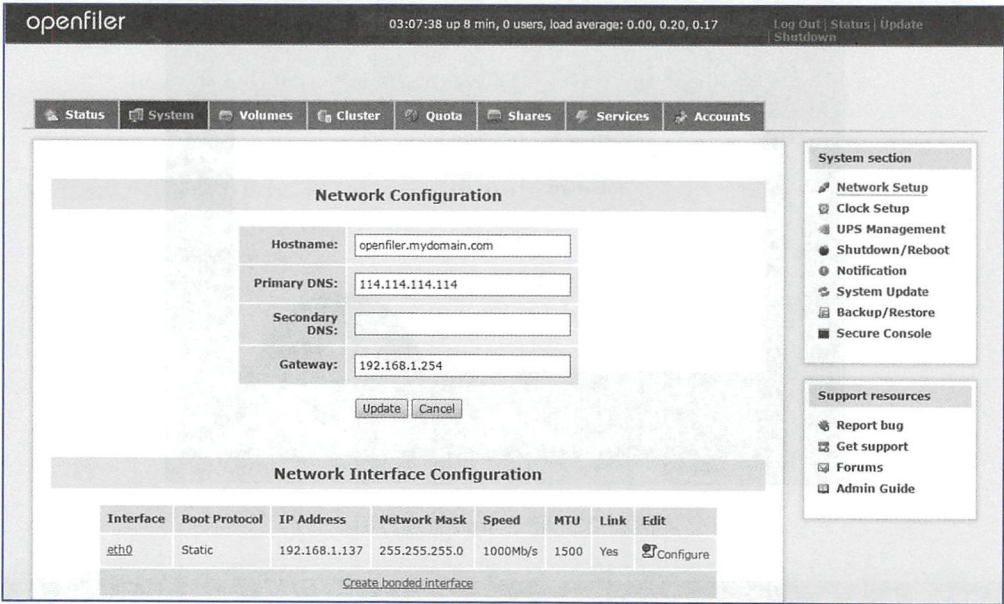 openfiler
03:07:38 up 8 min, 0 users, load average: 0.00, 0.20, 0.17
Log Out | Status | Update
| Shutdown
Status System Volumes Cluster Quota Shares Services Accounts
Network Configuration
Hostname: openfiler.mydomain.com
Primary DNS: 114.114.114.114
Secondary
DNS:
Gateway: 192.168.1.254
Update Cancel
Network Interface Configuration
Interface Boot Protocol IP Address Network Mask Speed MTU Link Edit
eth0 Static 192.168.1.137 255.255.255.0 1000Mb/s 1500 Yes Configure
Create bonded interface
System section
Network Setup
Clock Setup
UPS Management
Shutdown/Reboot
Notification
System Update
Backup/Restore
Secure Console
Support resources
Report bug
Get support
Forums
Admin Guide